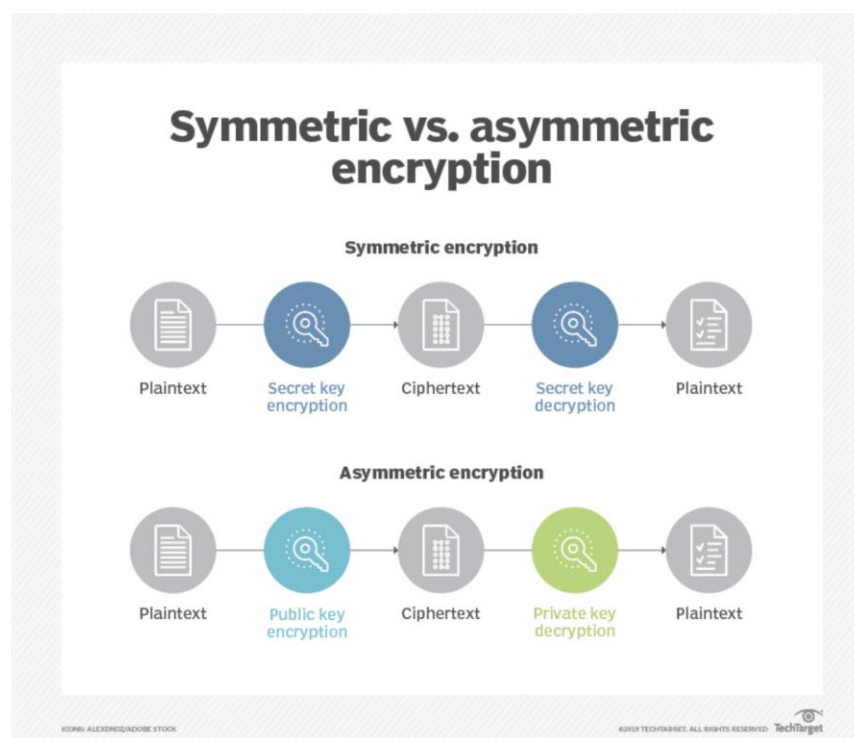 Symmetric vs. asymmetric
encryption
Symmetric encryption
Plaintext
Secret key
encryption
Ciphertext
Secret key
decryption
Plaintext
Asymmetric encryption
Plaintext
Public key
encryption
Ciphertext
Private key
decryption
Plaintext
ICONS: ALEXDNDZ/ADOBE STOCK
©2019 TECHTARGET. ALL RIGHTS RESERVED TechTarget